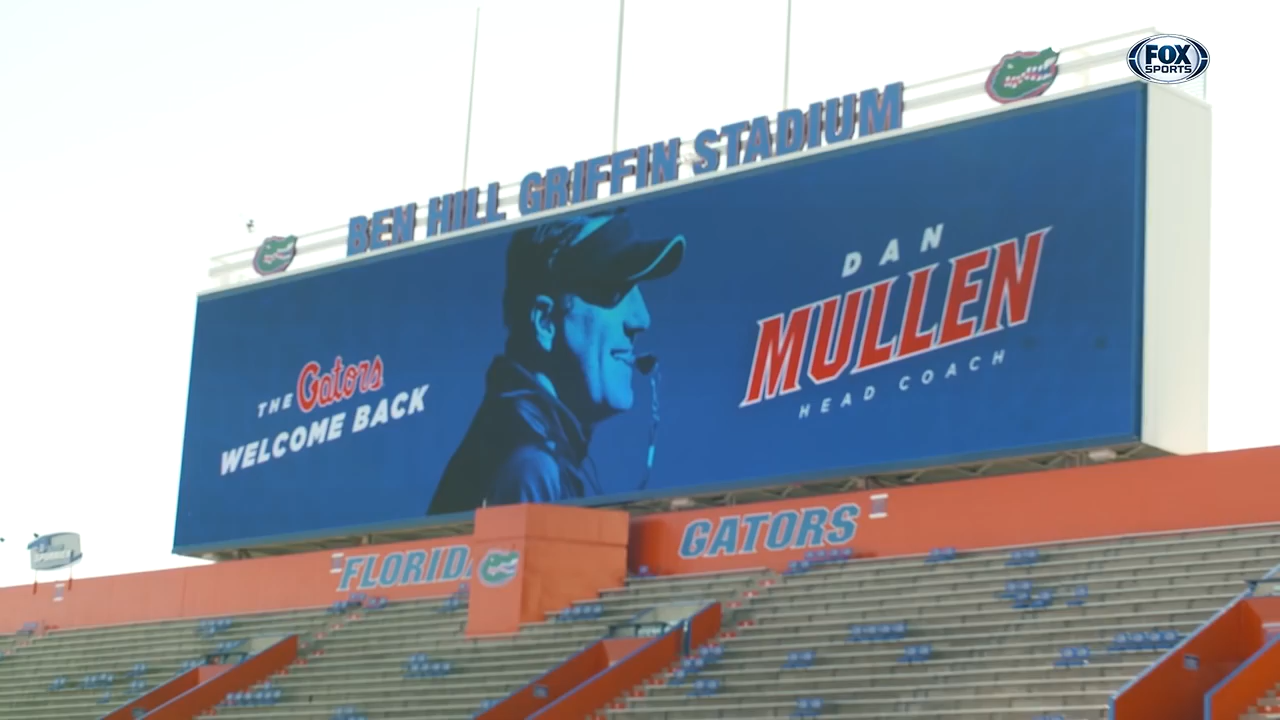 FOX
SPORTS
BEN HILL GRIFFIN STADIUM
THE Gators
WELCOME BACK
DAN
MULLEN
HEAD COACH
FLORIDA
GATORS